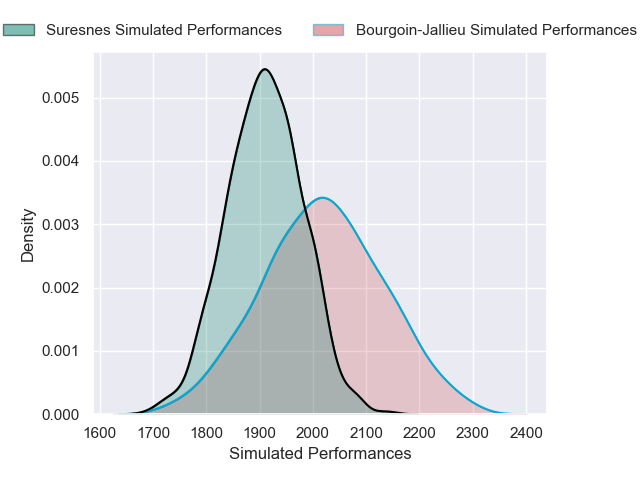 Suresnes Simulated Performances Bourgoin-Jallieu Simulated Performances
0.005
0.004
0.003
0.002
0.001
0.000
Density
1600 1700 1800 1900 2000 2100 2200 2300 2400
Simulated Performances